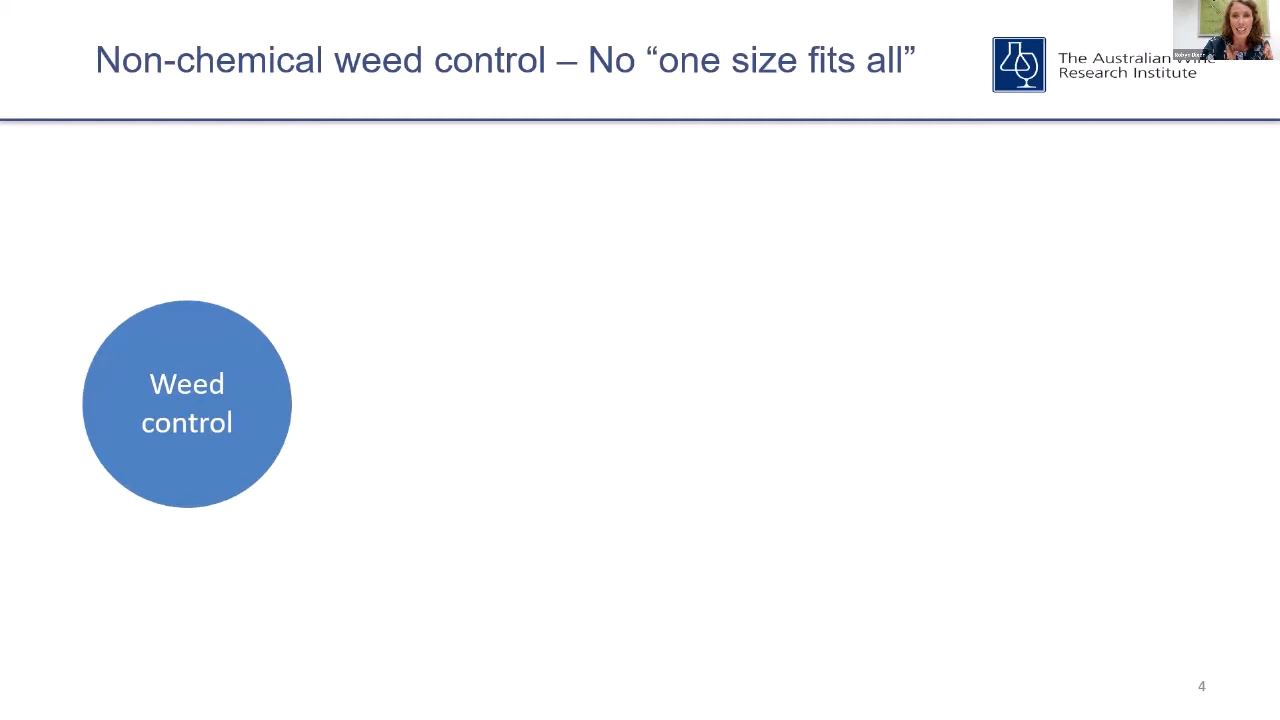 Non-chemical weed control – No “one size fits all”
The Australian Wine
Research Institute
Weed
control
4